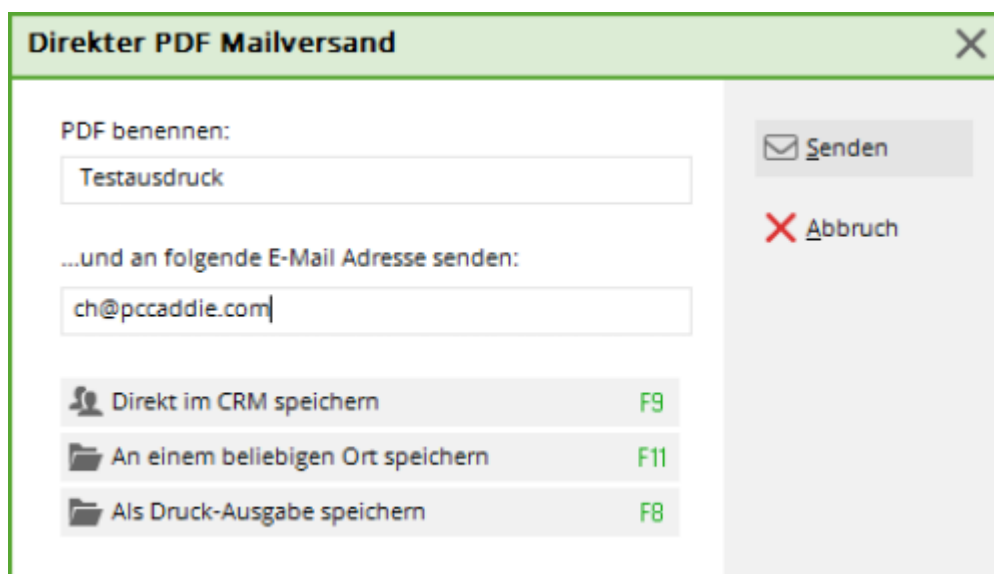 Direkter PDF Mailversand
PDF benennen:
Testausdruck
Senden
Abbruch
...und an folgende E-Mail Adresse senden:
ch@pccaddie.com
Direkt im CRM speichern F9
An einem beliebigen Ort speichern F11
Als Druck-Ausgabe speichern F8